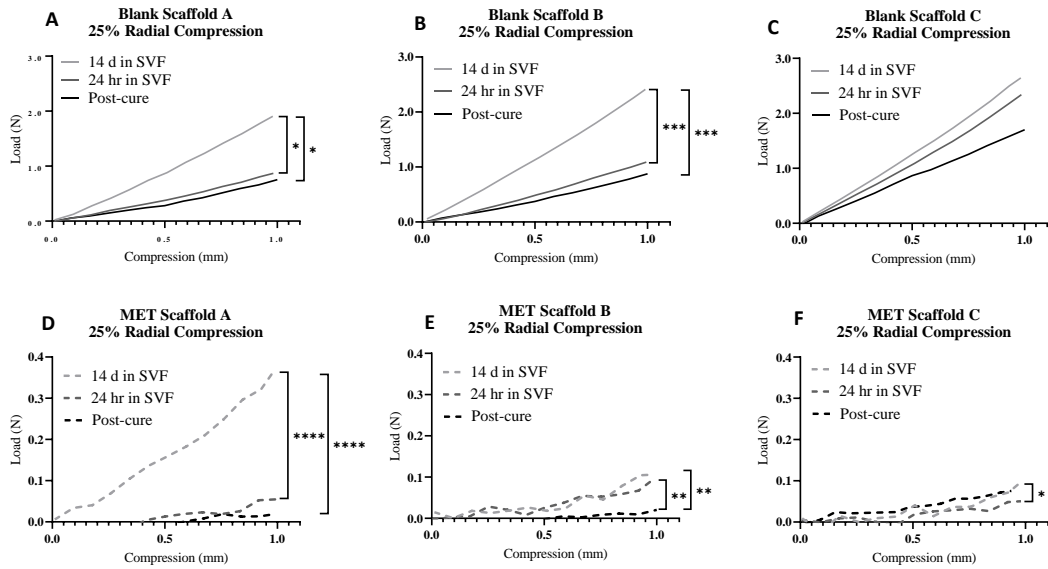 A
Blank Scaffold A
25% Radial Compression
3.0
14 d in SVF
24 hr in SVF
Post-cure
2.0
*
*
1.0
0.0
Load (N)
0.0
0.5
1.0
Compression (mm)
B
Blank Scaffold B
25% Radial Compression
3.0
14 d in SVF
24 hr in SVF
Post-cure
2.0
***
***
1.0
0.0
Load (N)
0.0
0.5
1.0
Compression (mm)
C
Blank Scaffold C
25% Radial Compression
3.0
14 d in SVF
24 hr in SVF
Post-cure
2.0
1.0
0.0
Load (N)
0.0
0.5
1.0
Compression (mm)
D
MET Scaffold A
25% Radial Compression
0.4
14 d in SVF
24 hr in SVF
Post-cure
0.3
0.2
****
****
0.1
0.0
Load (N)
0.0
0.5
1.0
Compression (mm)
E
MET Scaffold B
25% Radial Compression
0.4
14 d in SVF
24 hr in SVF
Post-cure
0.3
0.2
0.1
**
**
0.0
Load (N)
0.0
0.5
1.0
Compression (mm)
F
MET Scaffold C
25% Radial Compression
0.4
14 d in SVF
24 hr in SVF
Post-cure
0.3
0.2
0.1
*
0.0
Load (N)
0.0
0.5
1.0
Compression (mm)